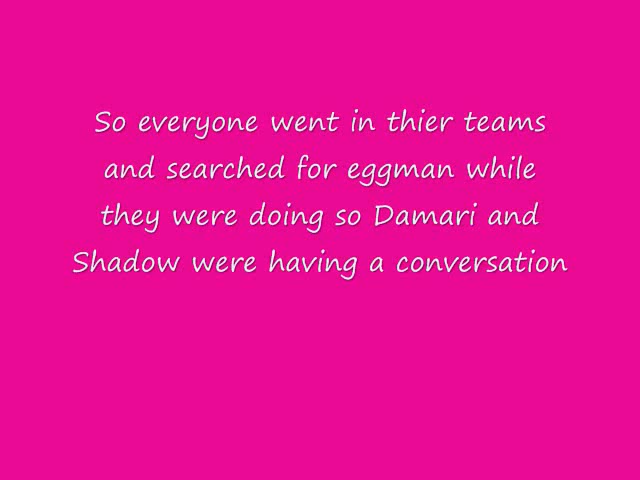 So everyone went in thier teams
and searched for eggman while
they were doing so Damari and
Shadow were having a conversation